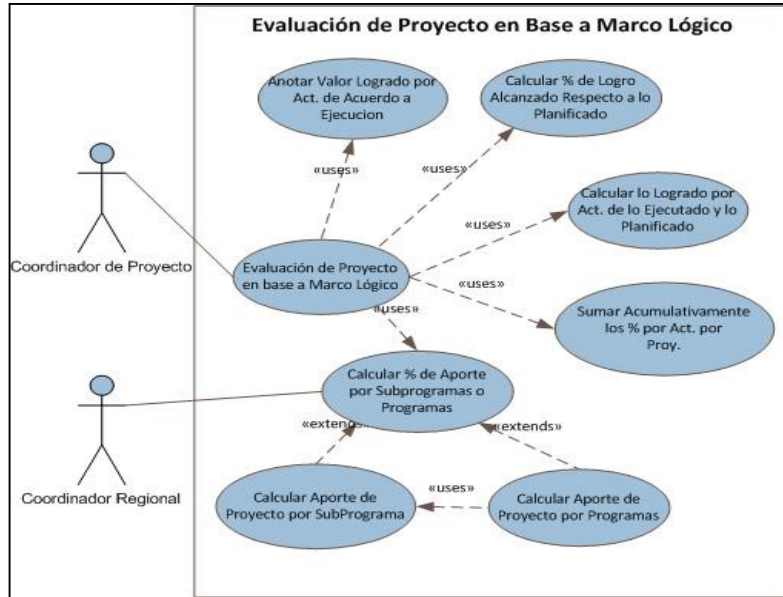 Evaluación de Proyecto en Base a Marco Lógico
Anotar Valor Logrado por
Act. de Acuerdo a
Ejecucion
Calcular % de Logro
Alcanzado Respecto a lo
Planificado
«uses»
«uses»
Calcular lo Logrado por
Act. de lo Ejecutado y lo
Planificado
«uses»
Coordinador de Proyecto
Evaluación de Proyecto
en base a Marco Lógico
«uses»
Sumar Acumulativamente
los % por Act. por
Proy.
«uses»
Calcular % de Aporte
por Subprogramas o
Programas
«extends»
«extends»
Coordinador Regional
Calcular Aporte de
Proyecto por SubPrograma
«uses»
Calcular Aporte de
Proyecto por Programas